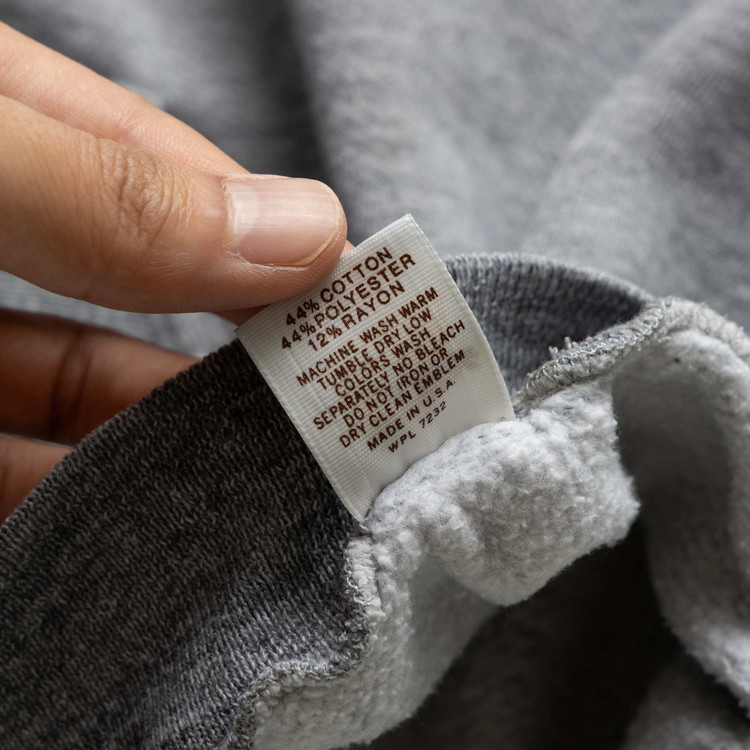 44% COTTON
44% POLYESTER
12% RAYON
MACHINE WASH WARM
TUMBLE DRY LOW
COLORS WASH
SEPARATELY NO BLEACH
DO NOT IRON OR
DRY CLEAN EMBLEM
MADE IN U.S.A.
WPL 7232